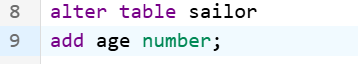 8 alter table sailor
9 add age number;